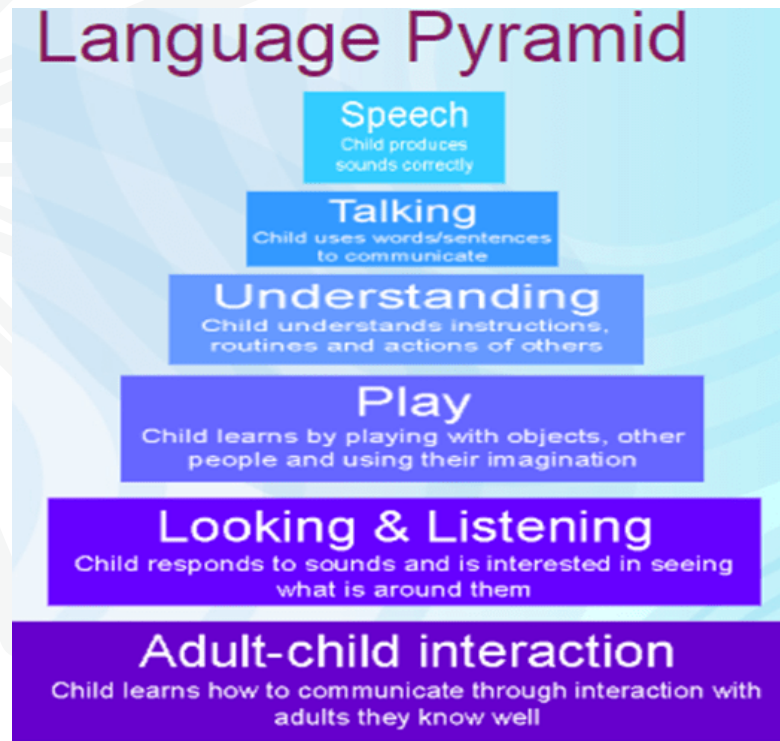 Language Pyramid
Speech
Child produces
sounds correctly
Talking
Child uses words/sentences
to communicate
Understanding
Child understands instructions,
routines and actions of others
Play
Child learns by playing with objects, other
people and using their imagination
Looking & Listening
Child responds to sounds and is interested in seeing
what is around them
Adult-child interaction
Child learns how to communicate through interaction with
adults they know well